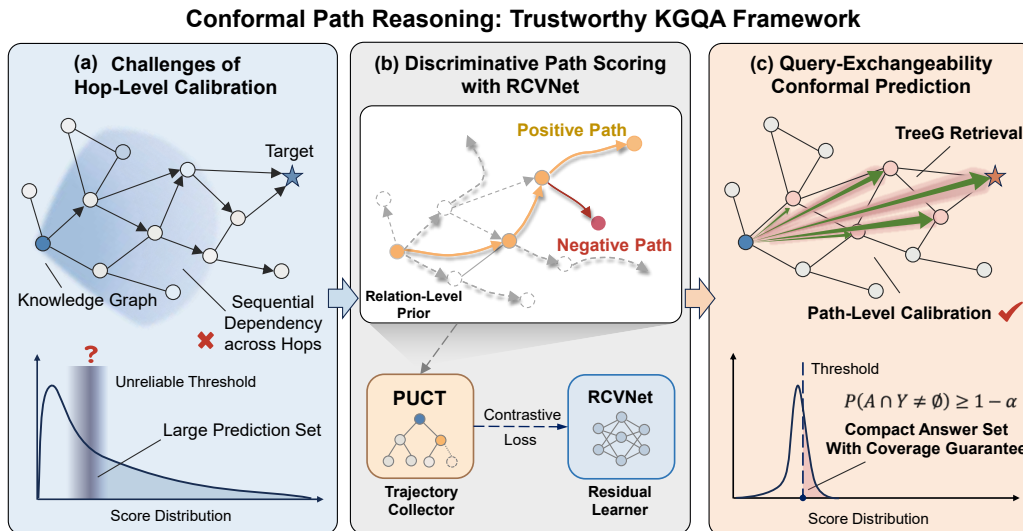 Conformal Path Reasoning: Trustworthy KGQA Framework
(a) Challenges of
Hop-Level Calibration
Target
Knowledge Graph
Sequential
Dependency
across Hops
?
Unreliable Threshold
Large Prediction Set
Score Distribution
(b) Discriminative Path Scoring
with RCVNet
Positive Path
Negative Path
Relation-Level
Prior
PUCT
Contrastive
Loss
RCVNet
Trajectory
Collector
Residual
Learner
(c) Query-Exchangeability
Conformal Prediction
TreeG Retrieval
Path-Level Calibration
Threshold
P(A ∩ Y ≠ ∅) ≥ 1 − α
Compact Answer Set
With Coverage Guarantee
Score Distribution